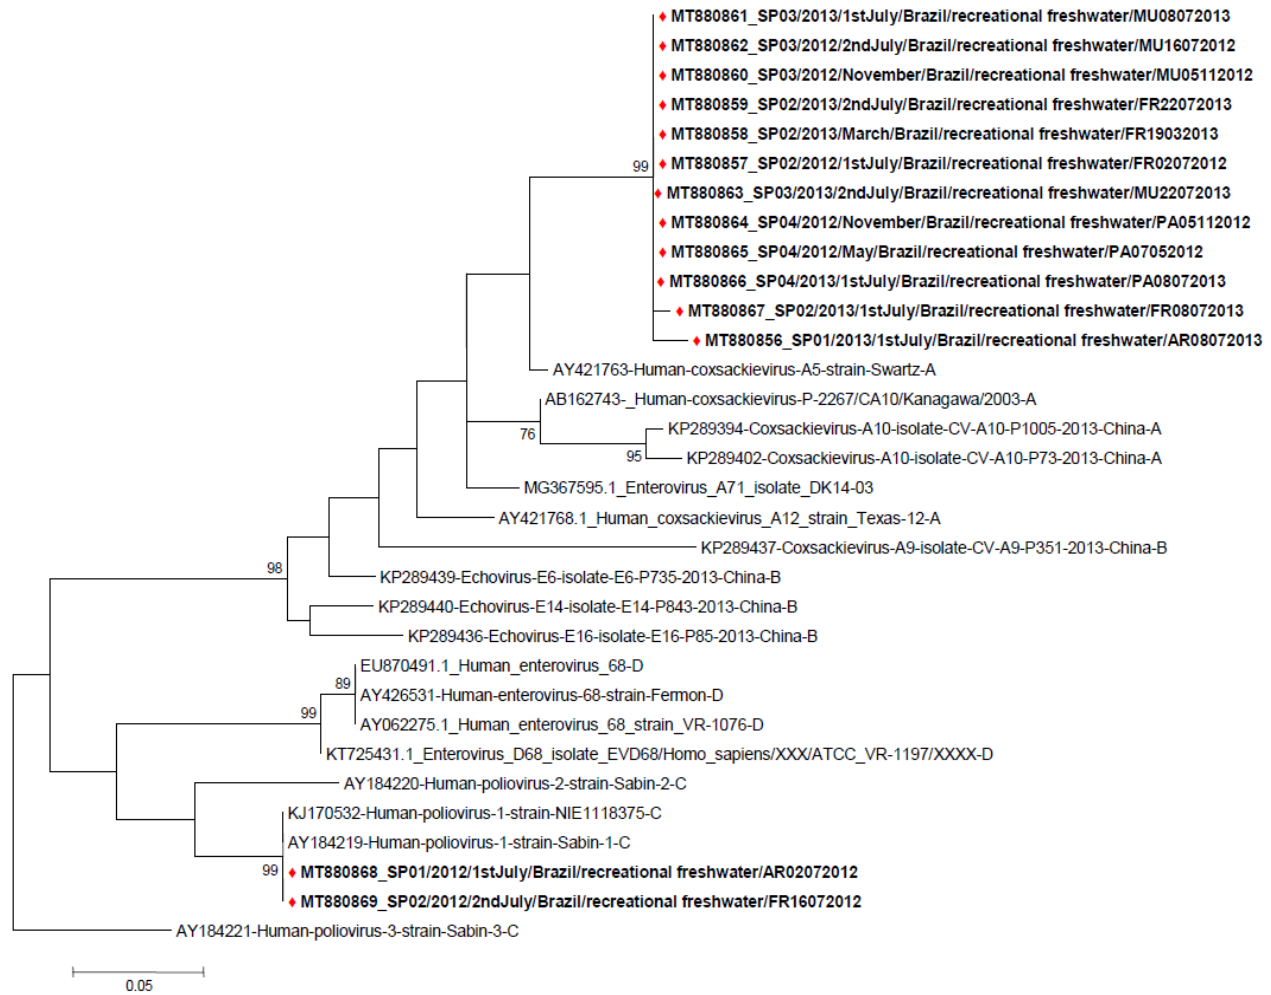 MT880861_SP03/2013/1stJuly/Brazil/recreational freshwater/MU08072013
MT880862_SP03/2012/2ndJuly/Brazil/recreational freshwater/MU16072012
MT880860_SP03/2012/November/Brazil/recreational freshwater/MU05112012
MT880859_SP02/2013/2ndJuly/Brazil/recreational freshwater/FR22072013
MT880858_SP02/2013/March/Brazil/recreational freshwater/FR19032013
99
MT880857_SP02/2012/1stJuly/Brazil/recreational freshwater/FR02072012
MT880863_SP03/2013/2ndJuly/Brazil/recreational freshwater/MU22072013
MT880864_SP04/2012/November/Brazil/recreational freshwater/PA05112012
MT880865_SP04/2012/May/Brazil/recreational freshwater/PA07052012
MT880866_SP04/2013/1stJuly/Brazil/recreational freshwater/PA08072013
MT880867_SP02/2013/1stJuly/Brazil/recreational freshwater/FR08072013
MT880856_SP01/2013/1stJuly/Brazil/recreational freshwater/AR08072013
AY421763-Human-coxsackievirus-A5-strain-Swartz-A
AB162743-_Human-coxsackievirus-P-2267/CA10/Kanagawa/2003-A
76
KP289394-Coxsackievirus-A10-isolate-CV-A10-P1005-2013-China-A
95
KP289402-Coxsackievirus-A10-isolate-CV-A10-P73-2013-China-A
MG367595.1_Enterovirus_A71_isolate_DK14-03
AY421768.1_Human_coxsackievirus_A12_strain_Texas-12-A
KP289437-Coxsackievirus-A9-isolate-CV-A9-P351-2013-China-B
98
KP289439-Echovirus-E6-isolate-E6-P735-2013-China-B
KP289440-Echovirus-E14-isolate-E14-P843-2013-China-B
KP289436-Echovirus-E16-isolate-E16-P85-2013-China-B
EU870491.1_Human_enterovirus_68-D
89
AY426531-Human-enterovirus-68-strain-Fermon-D
99
AY062275.1_Human_enterovirus_68_strain_VR-1076-D
KT725431.1_Enterovirus_D68_isolate_EVD68/Homo_sapiens/XXX/ATCC_VR-1197/XXXX-D
AY184220-Human-poliovirus-2-strain-Sabin-2-C
KJ170532-Human-poliovirus-1-strain-NIE1118375-C
AY184219-Human-poliovirus-1-strain-Sabin-1-C
99
MT880868_SP01/2012/1stJuly/Brazil/recreational freshwater/AR02072012
MT880869_SP02/2012/2ndJuly/Brazil/recreational freshwater/FR16072012
AY184221-Human-poliovirus-3-strain-Sabin-3-C
0.05